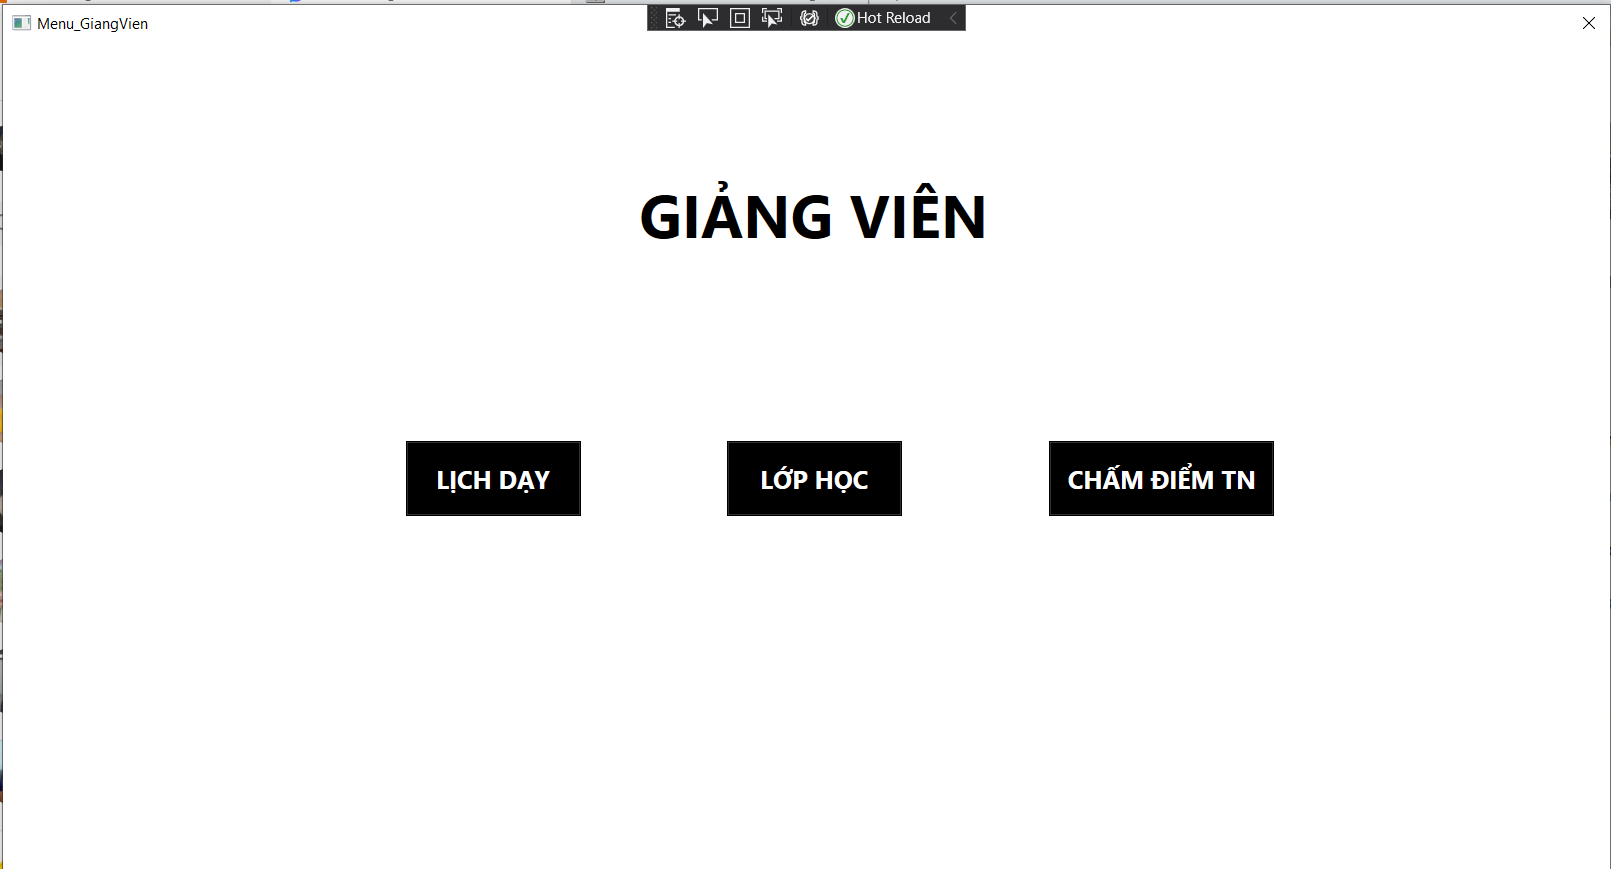 Menu_GiangVien
Hot Reload
GIẢNG VIÊN
LỊCH DẠY
LỚP HỌC
CHẤM ĐIỂM TN